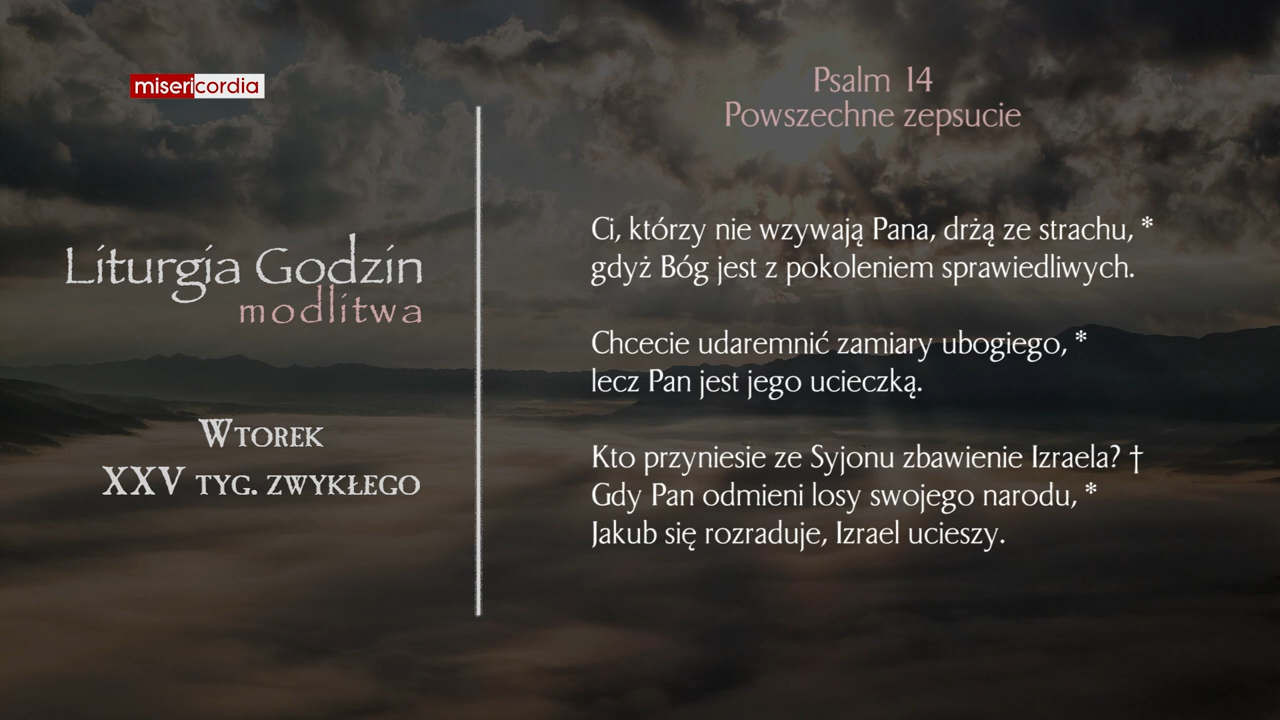 misericordia
Liturgia Godzin
modlitwa
Wtorek
XXV tyg. zwykłego
Psalm 14
Powszechne zepsucie
Ci, którzy nie wzywają Pana, drżą ze strachu, *
gdyż Bóg jest z pokoleniem sprawiedliwych.
Chcecie udaremnić zamiary ubogiego, *
lecz Pan jest jego ucieczką.
Kto przyniesie ze Syjonu zbawienie Izraela? †
Gdy Pan odmieni losy swojego narodu, *
Jakub się rozraduje, Izrael ucieszy.